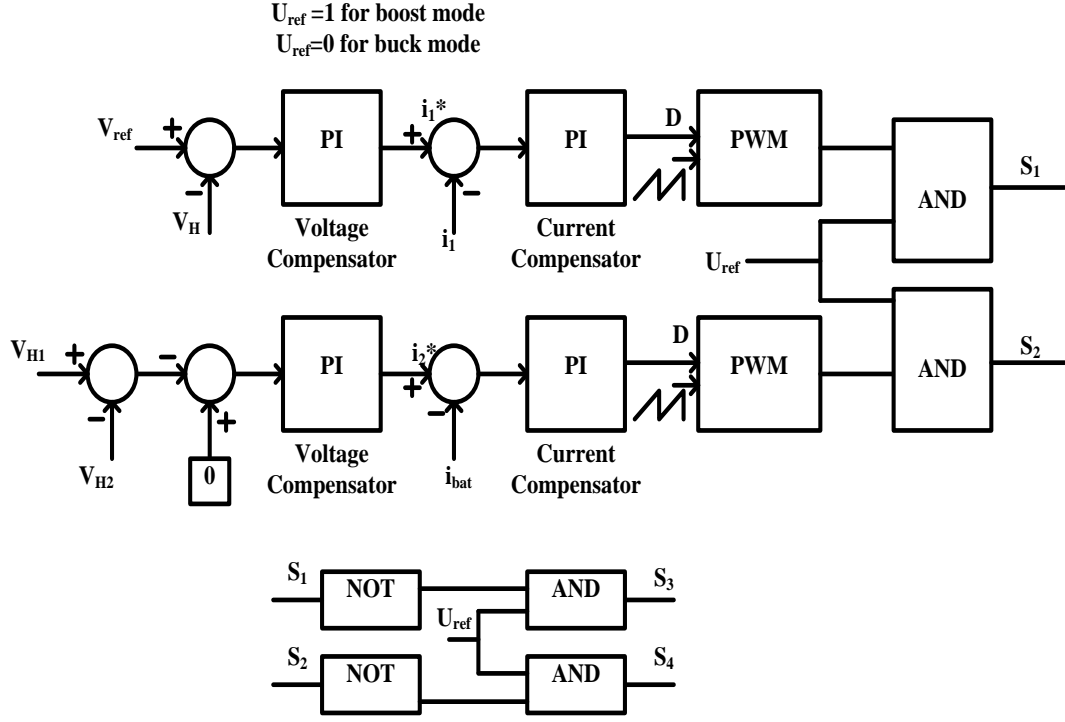 U_ref =1 for boost mode
U_ref=0 for buck mode
V_ref
+
−
V_H
PI
Voltage
Compensator
i_1*
+
−
i_1
PI
Current
Compensator
D
PWM
AND
S_1
U_ref
V_H1
+
−
V_H2
−
+
0
PI
Voltage
Compensator
i_2*
+
−
i_bat
PI
Current
Compensator
D
PWM
AND
S_2
S_1
NOT
AND
S_3
U_ref
S_2
NOT
AND
S_4